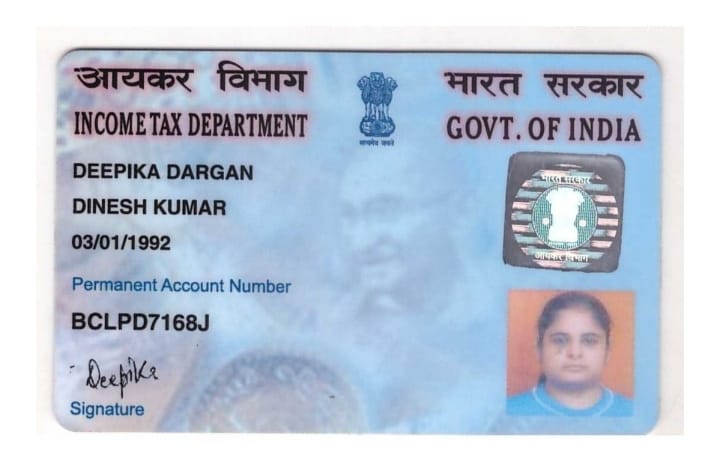 आयकर विभाग
भारत सरकार
INCOME TAX DEPARTMENT
GOVT. OF INDIA
सत्यमेव जयते
DEEPIKA DARGAN
DINESH KUMAR
03/01/1992
भारत सरकार
आयकर विभाग
Permanent Account Number
BCLPD7168J
Deepika
Signature